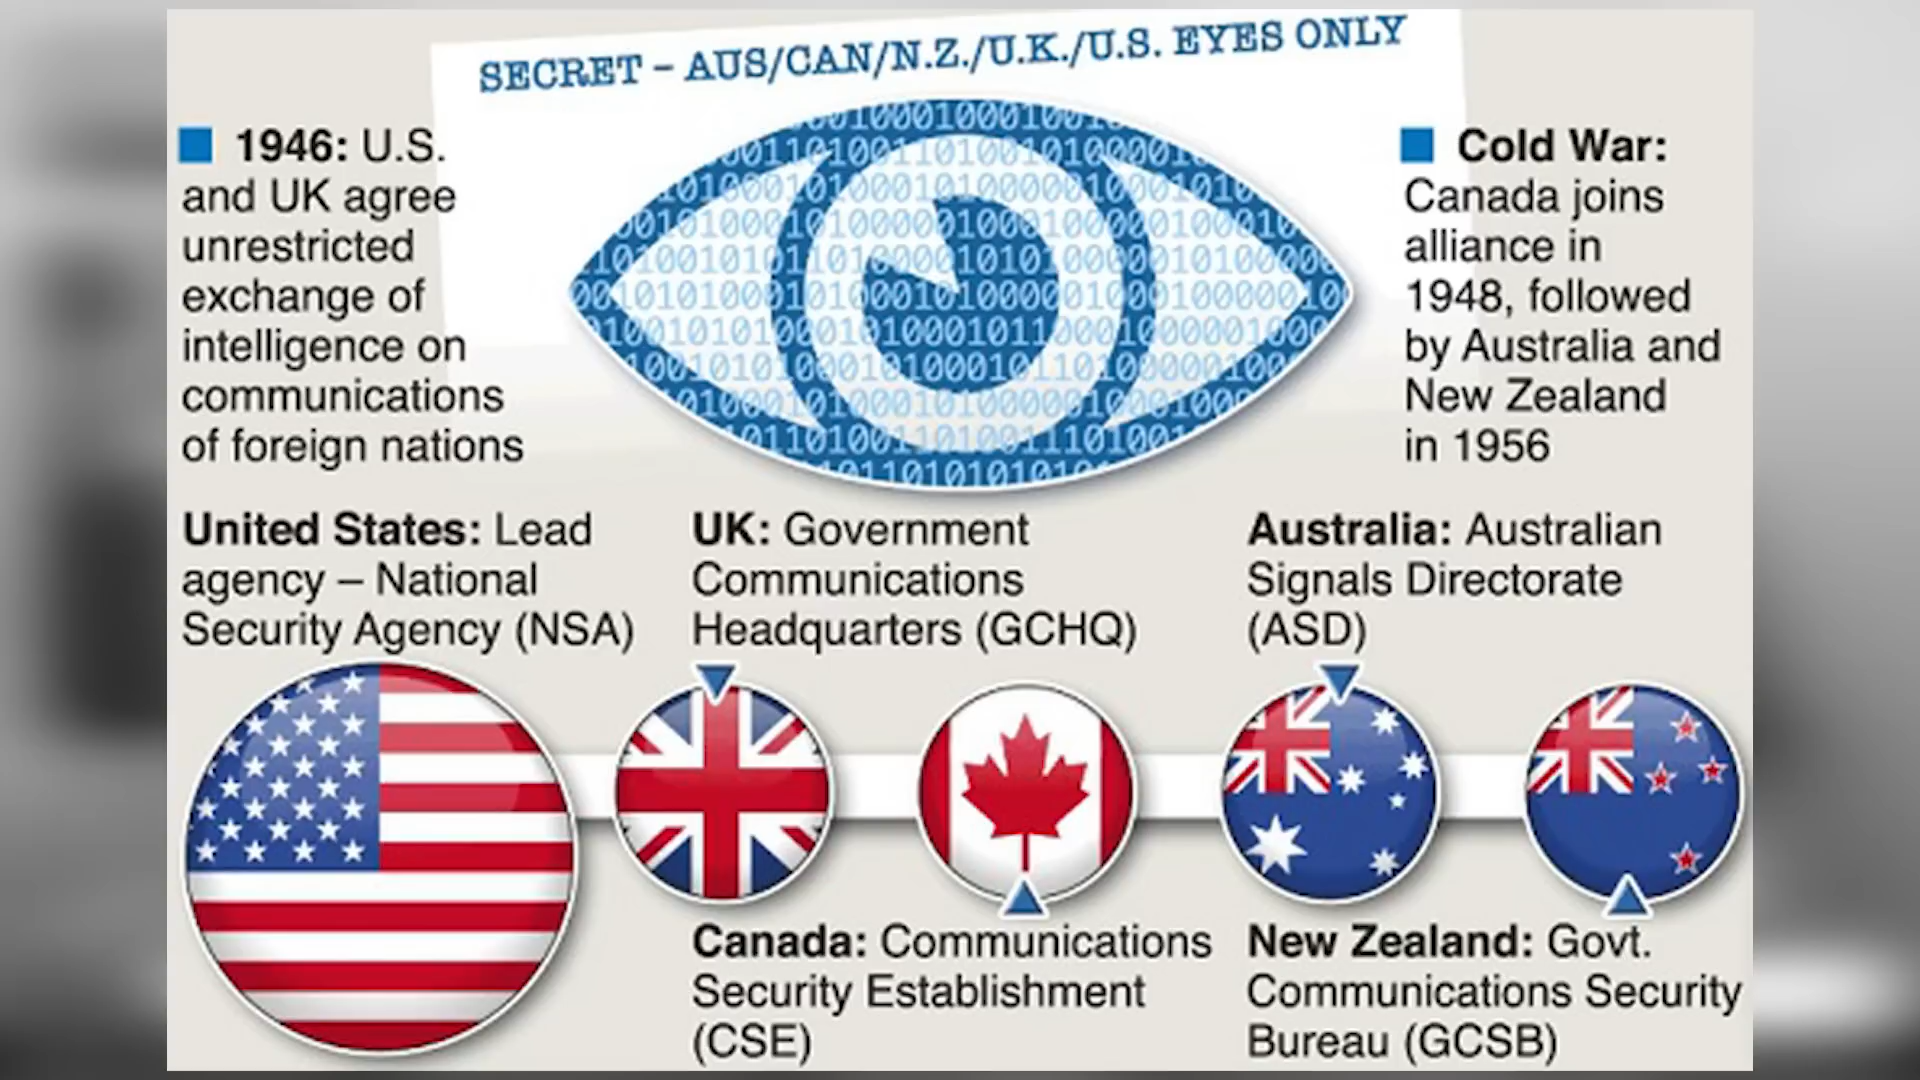 SECRET – AUS/CAN/N.Z./U.K./U.S. EYES ONLY
1946: U.S.
and UK agree
unrestricted
exchange of
intelligence on
communications
of foreign nations
Cold War:
Canada joins
alliance in
1948, followed
by Australia and
New Zealand
in 1956
United States: Lead
agency – National
Security Agency (NSA)
UK: Government
Communications
Headquarters (GCHQ)
Australia: Australian
Signals Directorate
(ASD)
Canada: Communications
Security Establishment
(CSE)
New Zealand: Govt.
Communications Security
Bureau (GCSB)